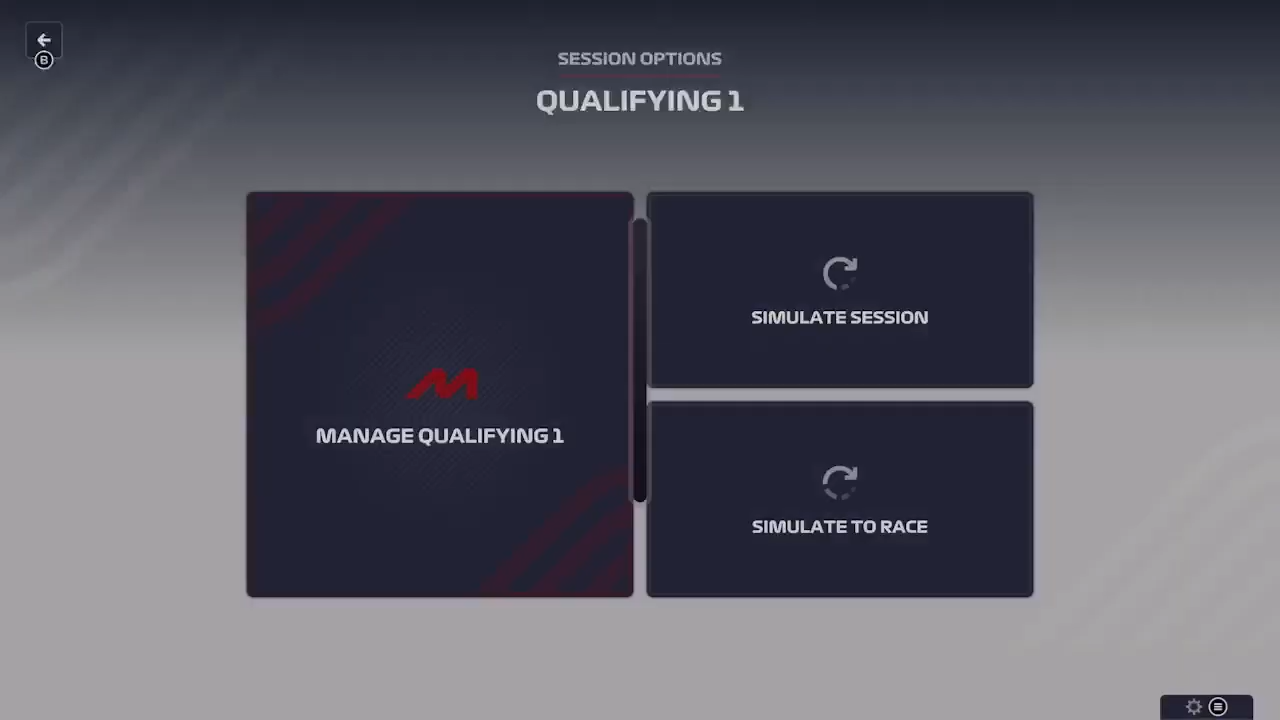 B
SESSION OPTIONS
QUALIFYING 1
MANAGE QUALIFYING 1
SIMULATE SESSION
SIMULATE TO RACE